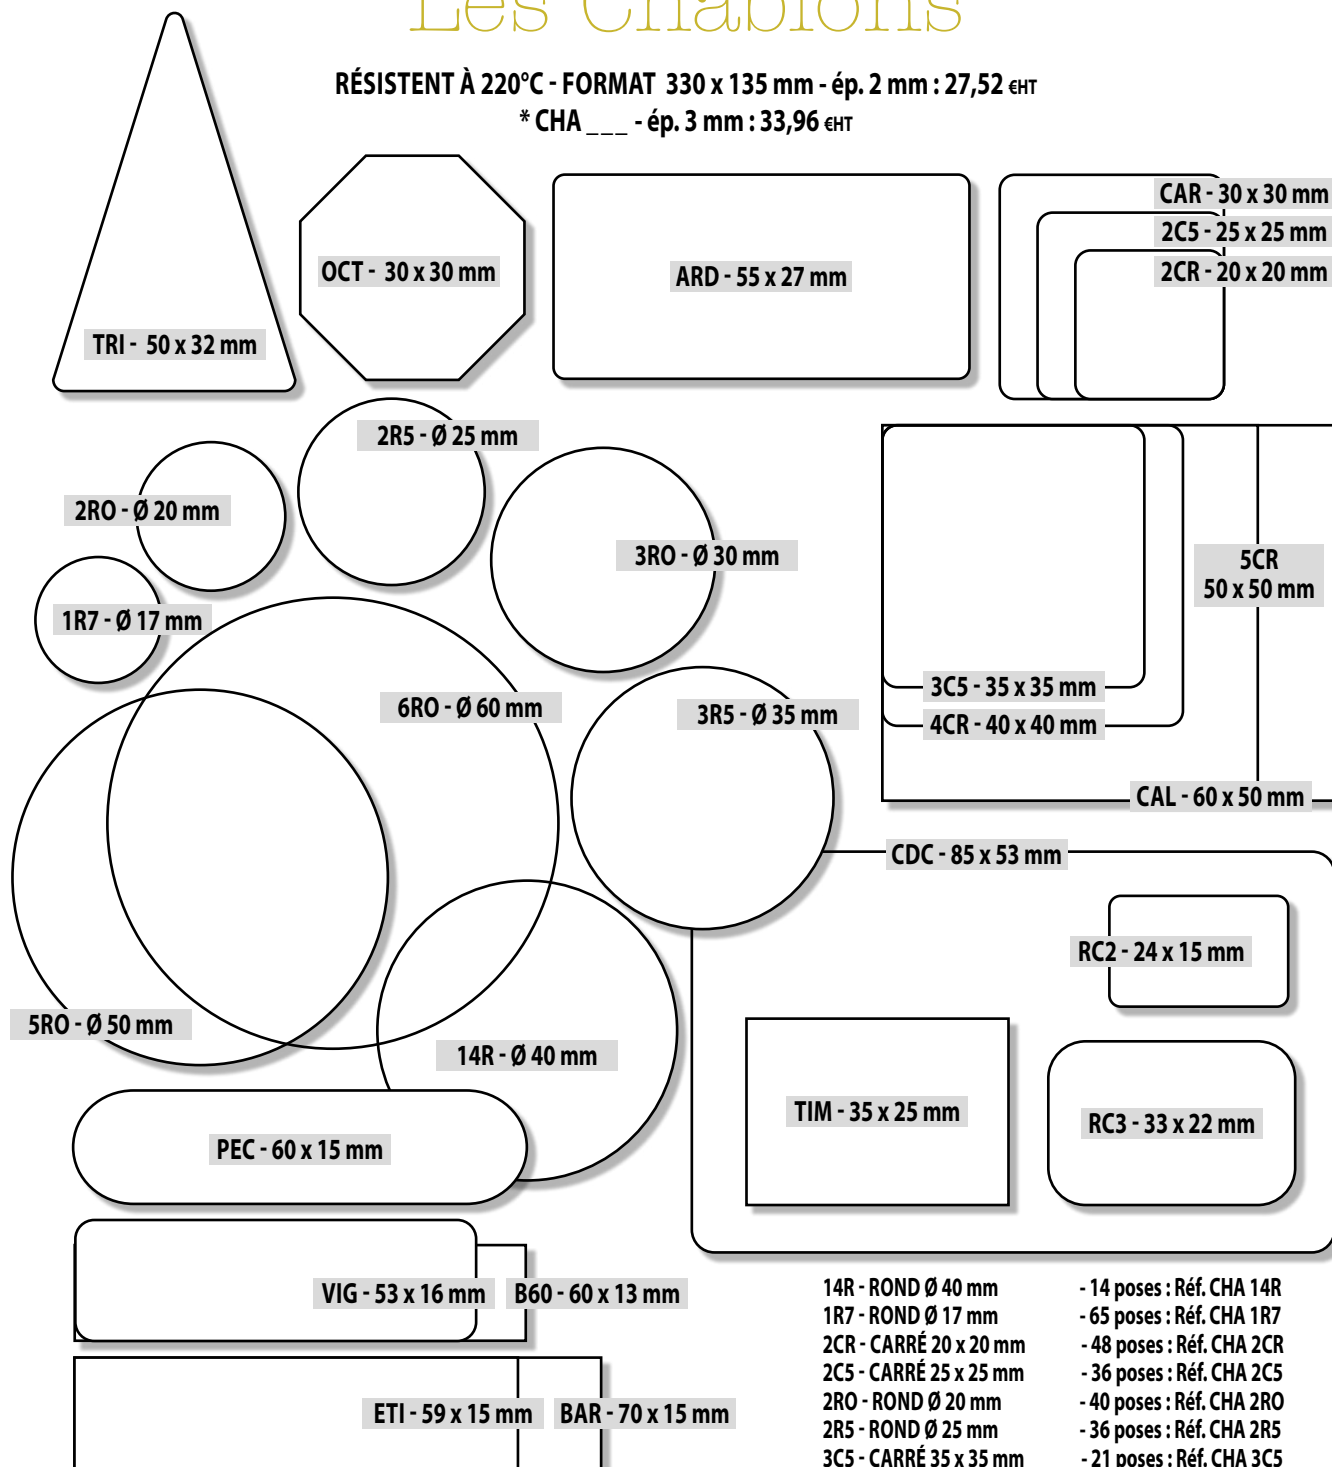 Les Chablons
RÉSISTENT À 220°C - FORMAT 330 x 135 mm - ép. 2 mm : 27,52 €HT
* CHA _ _ _ - ép. 3 mm : 33,96 €HT
CAR - 30 x 30 mm
2C5 - 25 x 25 mm
2CR - 20 x 20 mm
OCT - 30 x 30 mm
ARD - 55 x 27 mm
TRI - 50 x 32 mm
2R5 - Ø 25 mm
2RO - Ø 20 mm
3RO - Ø 30 mm
5CR
50 x 50 mm
1R7 - Ø 17 mm
3C5 - 35 x 35 mm
6RO - Ø 60 mm
3R5 - Ø 35 mm
4CR - 40 x 40 mm
CAL - 60 x 50 mm
CDC - 85 x 53 mm
RC2 - 24 x 15 mm
5RO - Ø 50 mm
14R - Ø 40 mm
TIM - 35 x 25 mm
RC3 - 33 x 22 mm
PEC - 60 x 15 mm
VIG - 53 x 16 mm
B60 - 60 x 13 mm
ETI - 59 x 15 mm
BAR - 70 x 15 mm
14R - ROND Ø 40 mm - 14 poses : Réf. CHA 14R
1R7 - ROND Ø 17 mm - 65 poses : Réf. CHA 1R7
2CR - CARRÉ 20 x 20 mm - 48 poses : Réf. CHA 2CR
2C5 - CARRÉ 25 x 25 mm - 36 poses : Réf. CHA 2C5
2RO - ROND Ø 20 mm - 40 poses : Réf. CHA 2RO
2R5 - ROND Ø 25 mm - 36 poses : Réf. CHA 2R5
3C5 - CARRÉ 35 x 35 mm - 21 poses : Réf. CHA 3C5